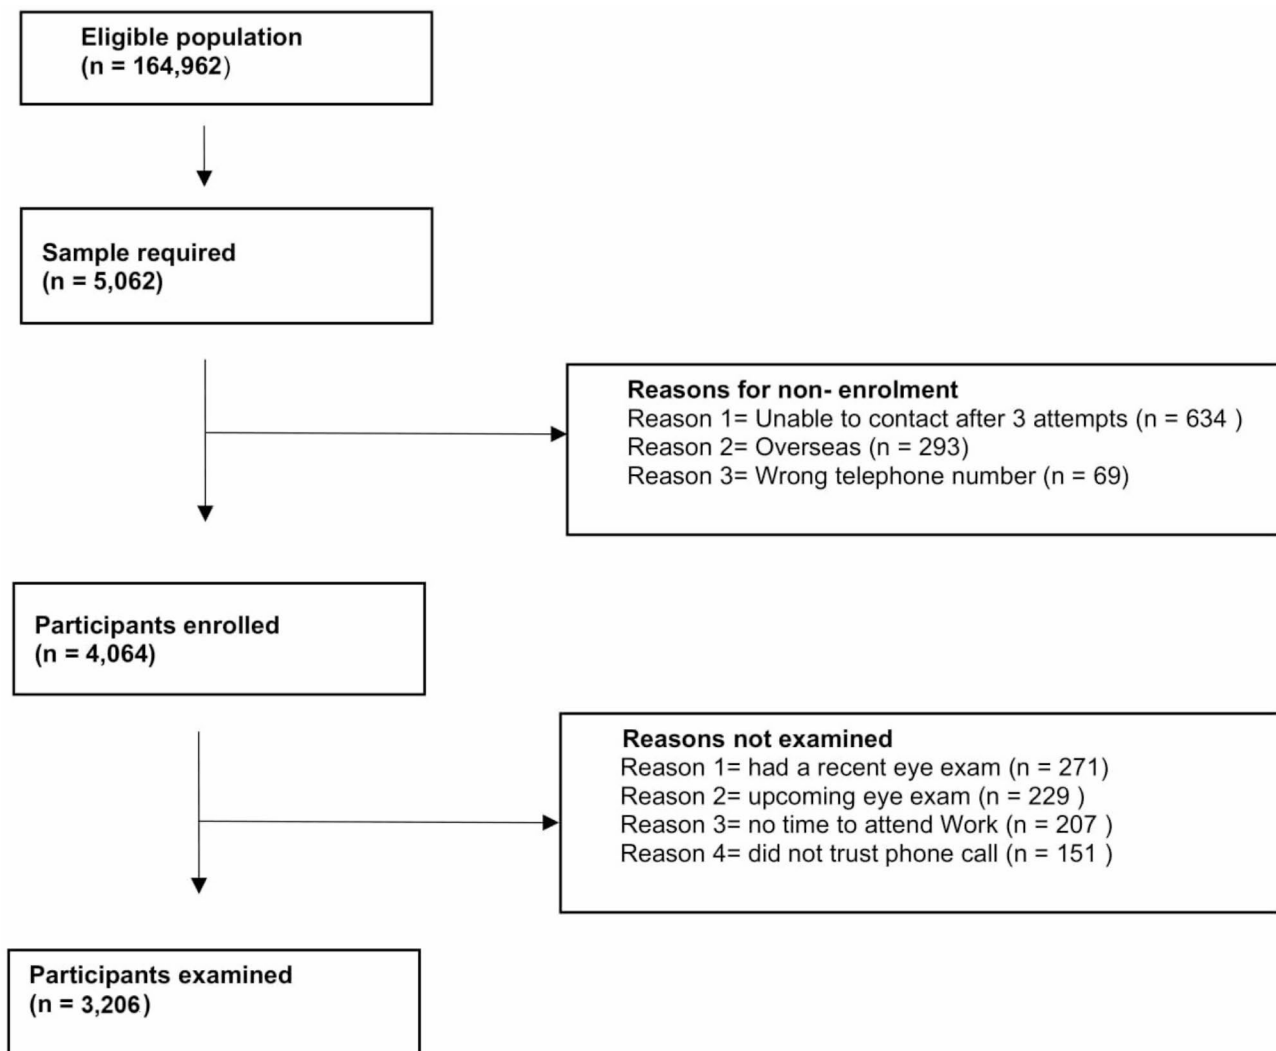 Eligible population
(n = 164,962)
Sample required
(n = 5,062)
Reasons for non- enrolment
Reason 1= Unable to contact after 3 attempts (n = 634 )
Reason 2= Overseas (n = 293)
Reason 3= Wrong telephone number (n = 69)
Participants enrolled
(n = 4,064)
Reasons not examined
Reason 1= had a recent eye exam (n = 271)
Reason 2= upcoming eye exam (n = 229 )
Reason 3= no time to attend Work (n = 207 )
Reason 4= did not trust phone call (n = 151 )
Participants examined
(n = 3,206)